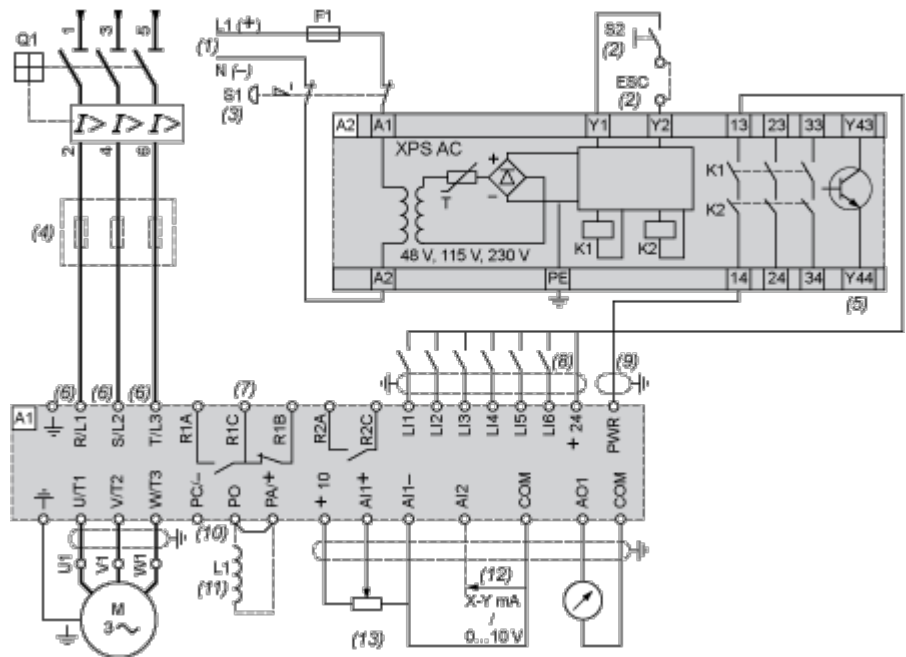 1 3 5
Q1
I> I> I>
2 4 6
(4)
L1 (+) F1
(1)
N (–)
S1
(3)
S2
(2)
ESC
(2)
A2 A1 Y1 Y2 13 23 33 Y43
XPS AC
+
–
T
K1
K2
K1 K2
48 V, 115 V, 230 V
A2 PE 14 24 34 Y44
(5)
(8) (9)
(6) (6) (6) (7)
A1
R/L1 S/L2 T/L3 R1A R1C R1B R2A R2C LI1 LI2 LI3 LI4 LI5 LI6 + 24 PWR
U/T1 V/T2 W/T3 PC/- PO PA/+ + 10 AI1+ AI1- AI2 COM AO1 COM
(10)
U1 V1 W1
L1
(11)
M
3 ~
(12)
X-Y mA
/
0...10 V
(13)